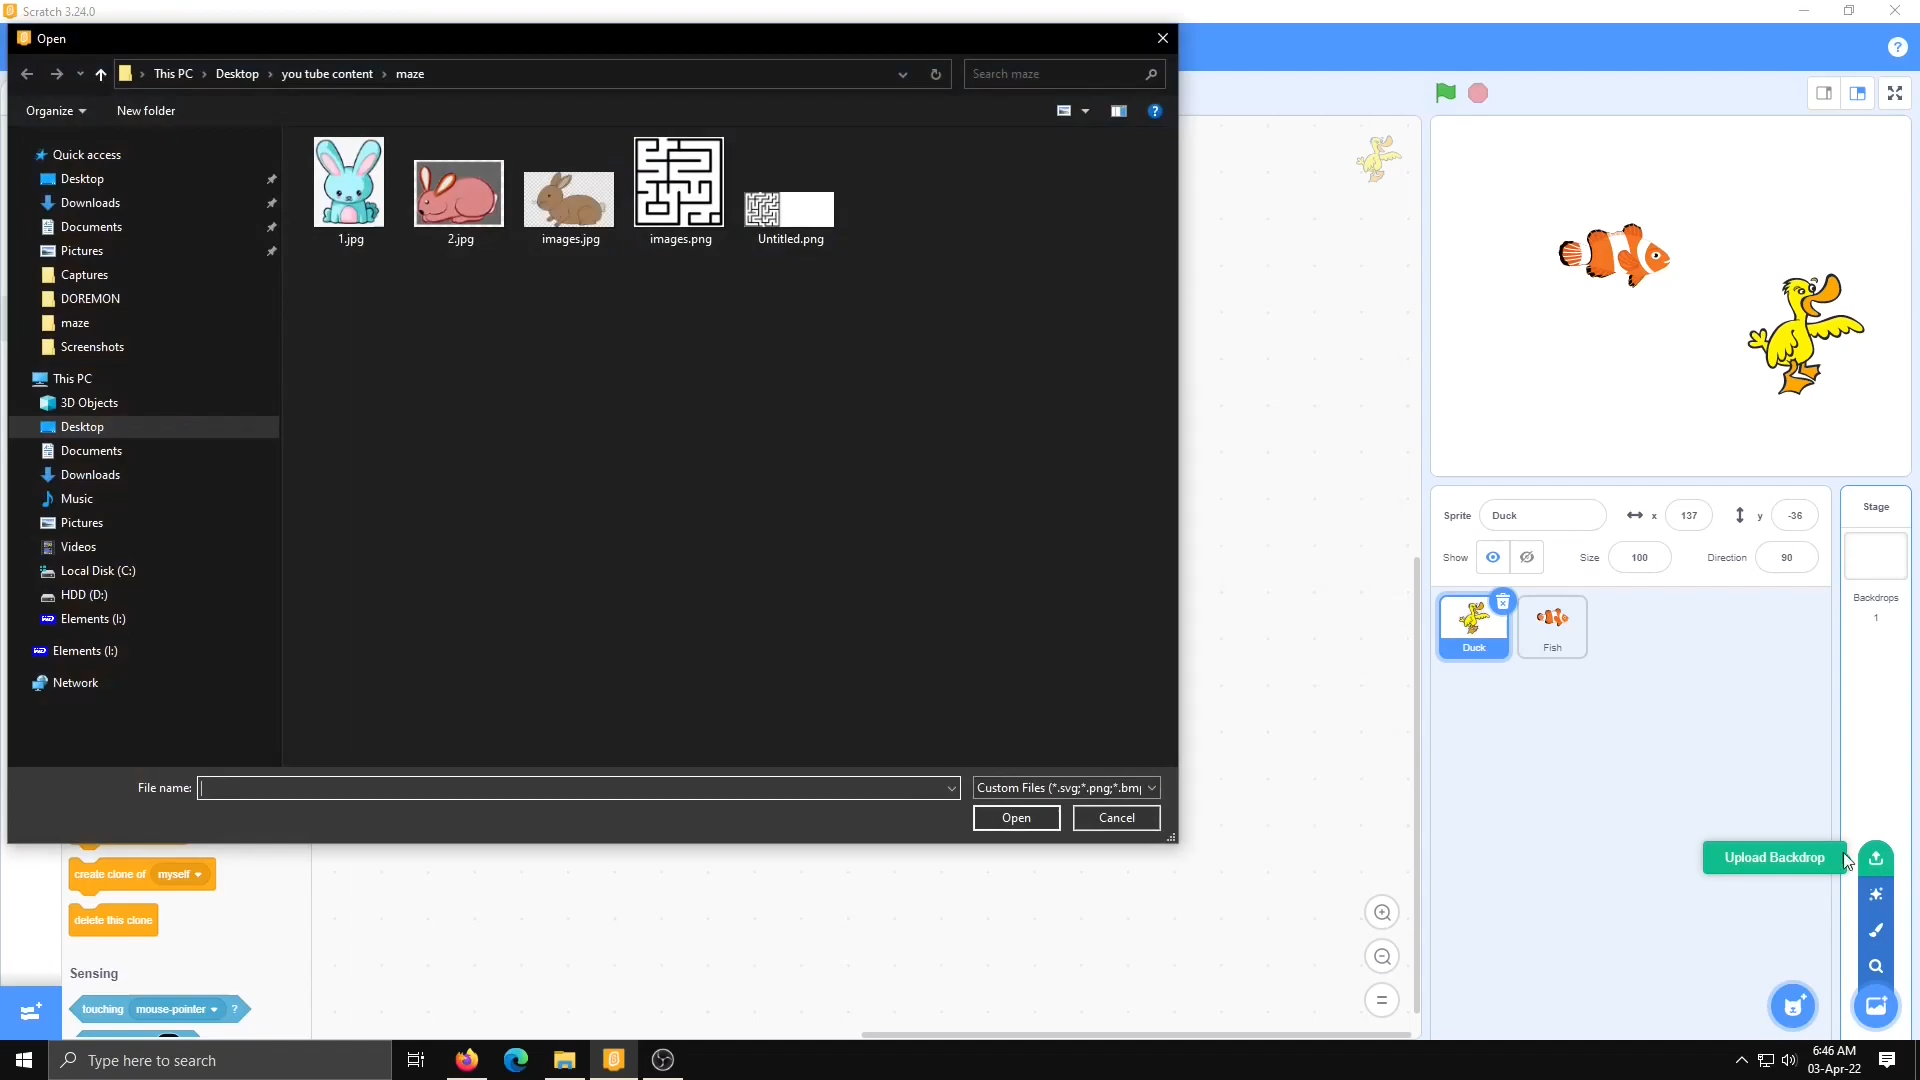 Scratch 3.24.0
Open
This PC
Desktop
you tube content
maze
Search maze
Organize
New folder
Quick access
Desktop
Downloads
Documents
Pictures
Captures
DOREMON
maze
Screenshots
This PC
3D Objects
Desktop
Documents
Downloads
Music
Pictures
Videos
Local Disk (C:)
HDD (D:)
Elements (I:)
Elements (I:)
Network
1.jpg
2.jpg
images.jpg
images.png
Untitled.png
File name:
Custom Files (*.svg;*.png;*.bm
Open
Cancel
Sprite
Duck
x
137
y
-36
Show
Size
100
Direction
90
Duck
Fish
Stage
Backdrops
1
Upload Backdrop
create clone of myself
delete this clone
Sensing
touching mouse-pointer ?
Type here to search
6:46 AM
03-Apr-22